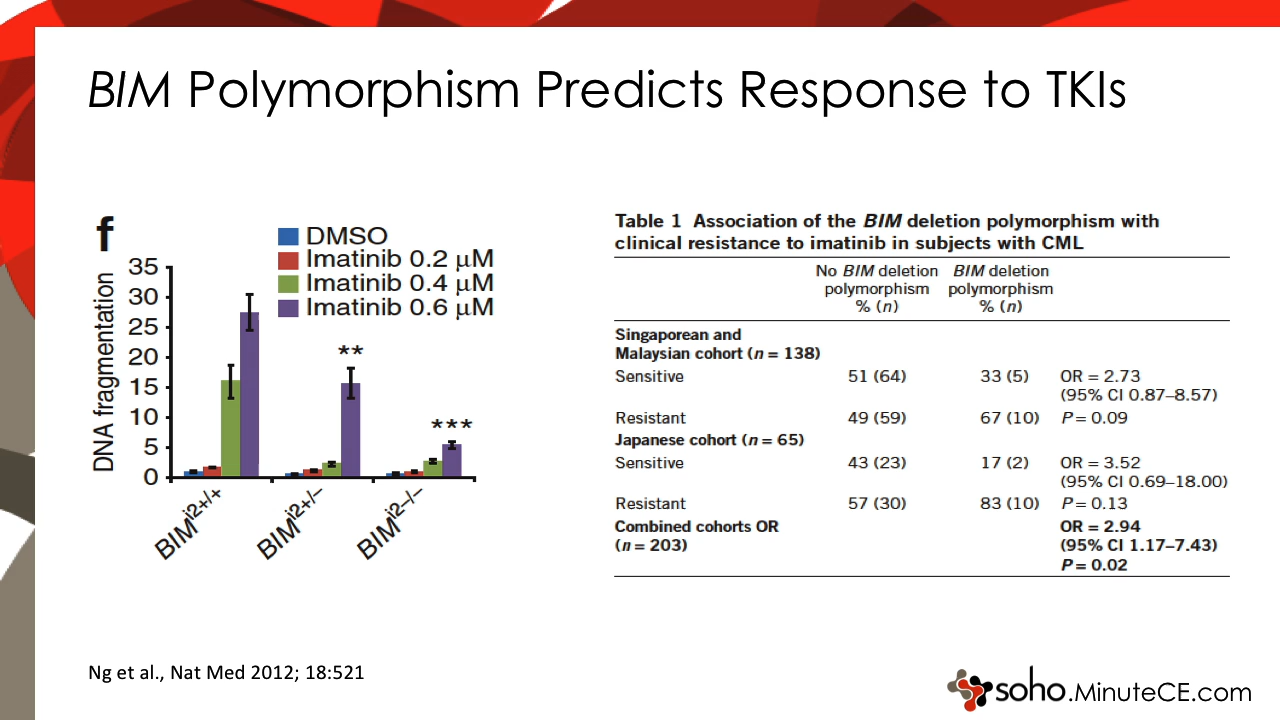 BIM Polymorphism Predicts Response to TKIs
f
DMSO
Imatinib 0.2 µM
Imatinib 0.4 µM
Imatinib 0.6 µM
DNA fragmentation
35
30
25
20
15
10
5
0
**
***
BIMi2+/+
BIMi2+/–
BIMi2–/–
Table 1 Association of the BIM deletion polymorphism with
clinical resistance to imatinib in subjects with CML
No BIM deletion BIM deletion
polymorphism polymorphism
% (n) % (n)
Singaporean and
Malaysian cohort (n = 138)
Sensitive 51 (64) 33 (5) OR = 2.73
(95% CI 0.87–8.57)
Resistant 49 (59) 67 (10) P = 0.09
Japanese cohort (n = 65)
Sensitive 43 (23) 17 (2) OR = 3.52
(95% CI 0.69–18.00)
Resistant 57 (30) 83 (10) P = 0.13
Combined cohorts OR OR = 2.94
(n = 203) (95% CI 1.17–7.43)
P = 0.02
Ng et al., Nat Med 2012; 18:521
soho.MinuteCE.com